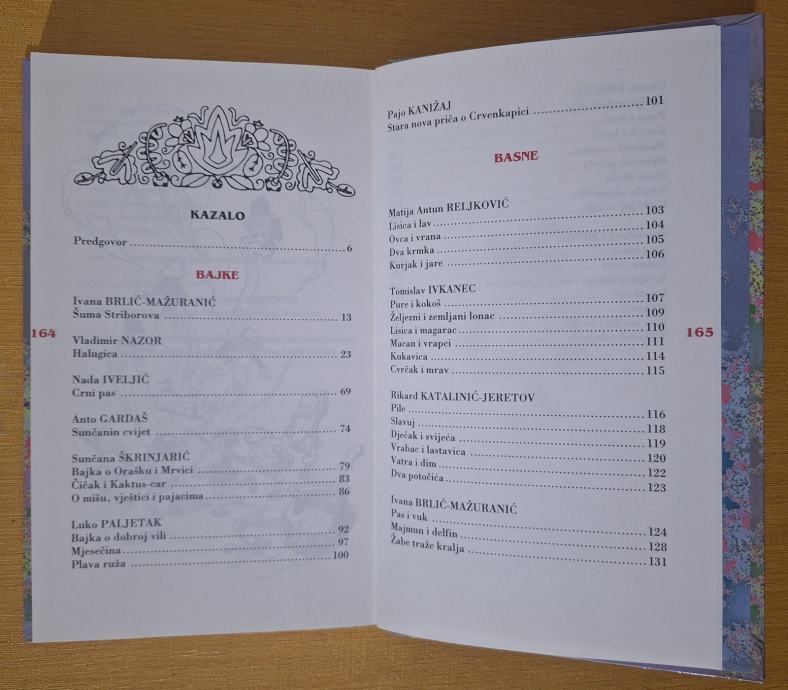 KAZALO
Predgovor ........ 6
BAJKE
Ivana BRLIĆ-MAŽURANIĆ
Šuma Striborova ........ 13
Vladimir NAZOR
Halugica ........ 23
Nada IVELJIĆ
Crni pas ........ 69
Anto GARDAŠ
Sunčanin cvijet ........ 74
Sunčana ŠKRINJARIĆ
Bajka o Orašku i Mrvici ........ 79
Čičak i Kaktus-car ........ 83
O mišu, vještici i pajacima ........ 86
Luko PALJETAK
Bajka o dobroj vili ........ 92
Mjesečina ........ 97
Plava ruža ........ 100
164
Pajo KANIŽAJ
Stara nova priča o Crvenkapici ........ 101
BASNE
Matija Antun RELJKOVIĆ
Lisica i lav ........ 103
Ovca i vrana ........ 104
Dva krmka ........ 105
Kurjak i jare ........ 106
Tomislav IVKANEC
Pure i kokoš ........ 107
Željezni i zemljani lonac ........ 109
Lisica i magarac ........ 110
Macan i vrapci ........ 111
Kukavica ........ 114
Cvrčak i mrav ........ 115
Rikard KATALINIĆ-JERETOV
Pile ........ 116
Slavuj ........ 118
Dječak i svijeća ........ 119
Vrabac i lastavica ........ 120
Vatra i dim ........ 122
Dva potočića ........ 123
Ivana BRLIĆ-MAŽURANIĆ
Pas i vuk ........ 124
Majmun i delfin ........ 128
Žabe traže kralja ........ 131
165